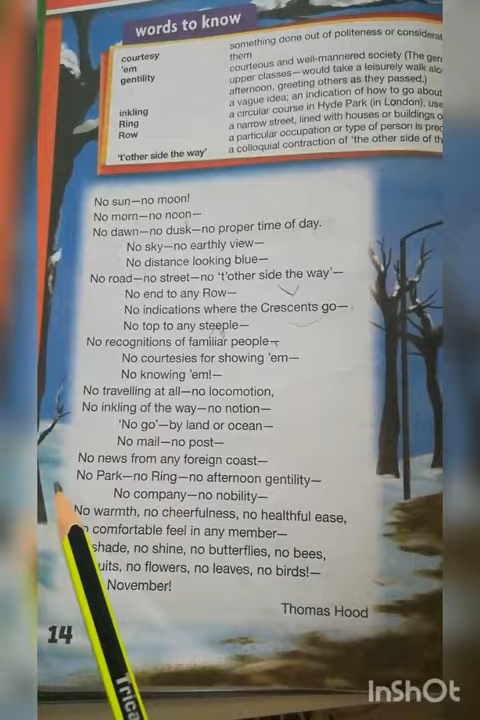 words to know
courtesy something done out of politeness or considerat
'em them
gentility courteous and well-mannered society (The gen
upper classes—would take a leisurely walk alo
afternoon, greeting others as they passed.)
inkling a vague idea; an indication of how to go about
Ring a circular course in Hyde Park (in London), use
Row a narrow street, lined with houses or buildings o
a particular occupation or type of person is pred
't'other side the way' a colloquial contraction of 'the other side of th
No sun—no moon!
No morn—no noon—
No dawn—no dusk—no proper time of day.
No sky—no earthly view—
No distance looking blue—
No road—no street—no 't'other side the way'—
No end to any Row—
No indications where the Crescents go—
No top to any steeple—
No recognitions of familiar people—
No courtesies for showing 'em—
No knowing 'em!—
No travelling at all—no locomotion,
No inkling of the way—no notion—
'No go'—by land or ocean—
No mail—no post—
No news from any foreign coast—
No Park—no Ring—no afternoon gentility—
No company—no nobility—
No warmth, no cheerfulness, no healthful ease,
comfortable feel in any member—
shade, no shine, no butterflies, no bees,
uits, no flowers, no leaves, no birds!—
November!
Thomas Hood
14
Trica
InShOt